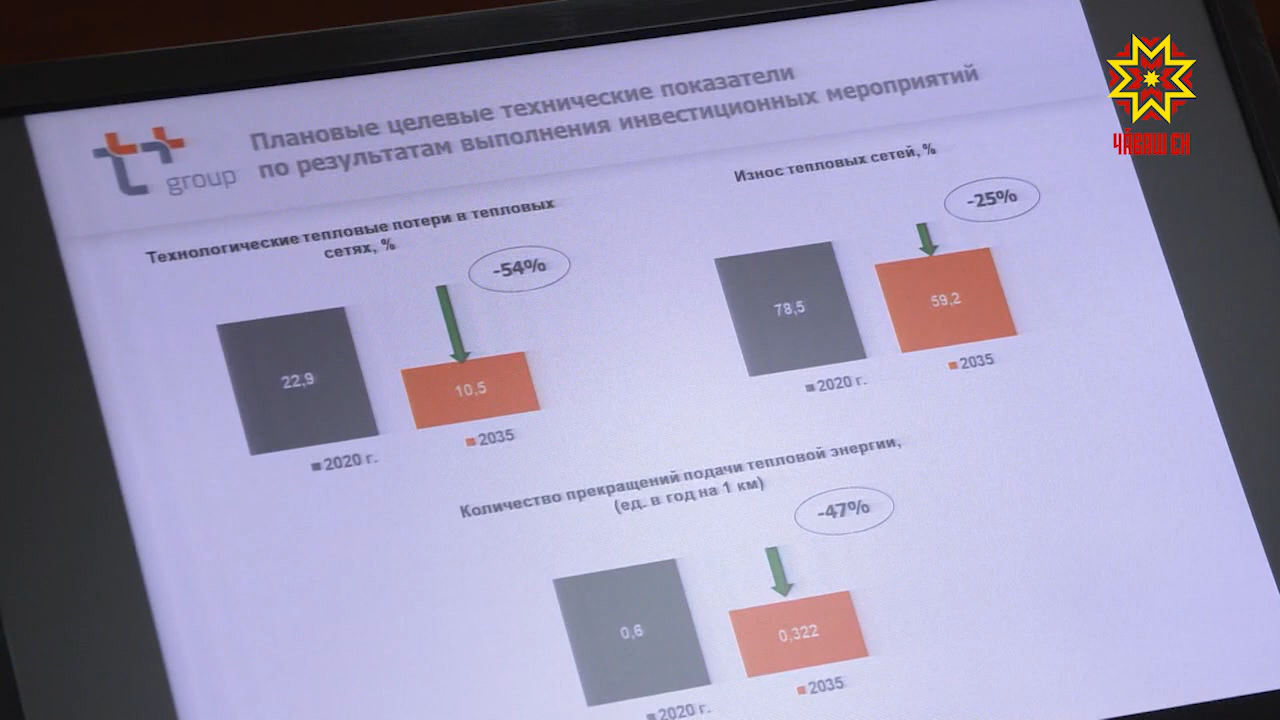 group
Плановые целевые технические показатели
по результатам выполнения инвестиционных мероприятий
ЧӐВАШ ЕН
Технологические тепловые потери в тепловых
сетях, %
-54%
22,9
10,5
2020 г.
2035
Износ тепловых сетей, %
-25%
78,5
59,2
2020 г.
2035
Количество прекращений подачи тепловой энергии,
(ед. в год на 1 км)
-47%
0,6
0,322
2020 г.
2035